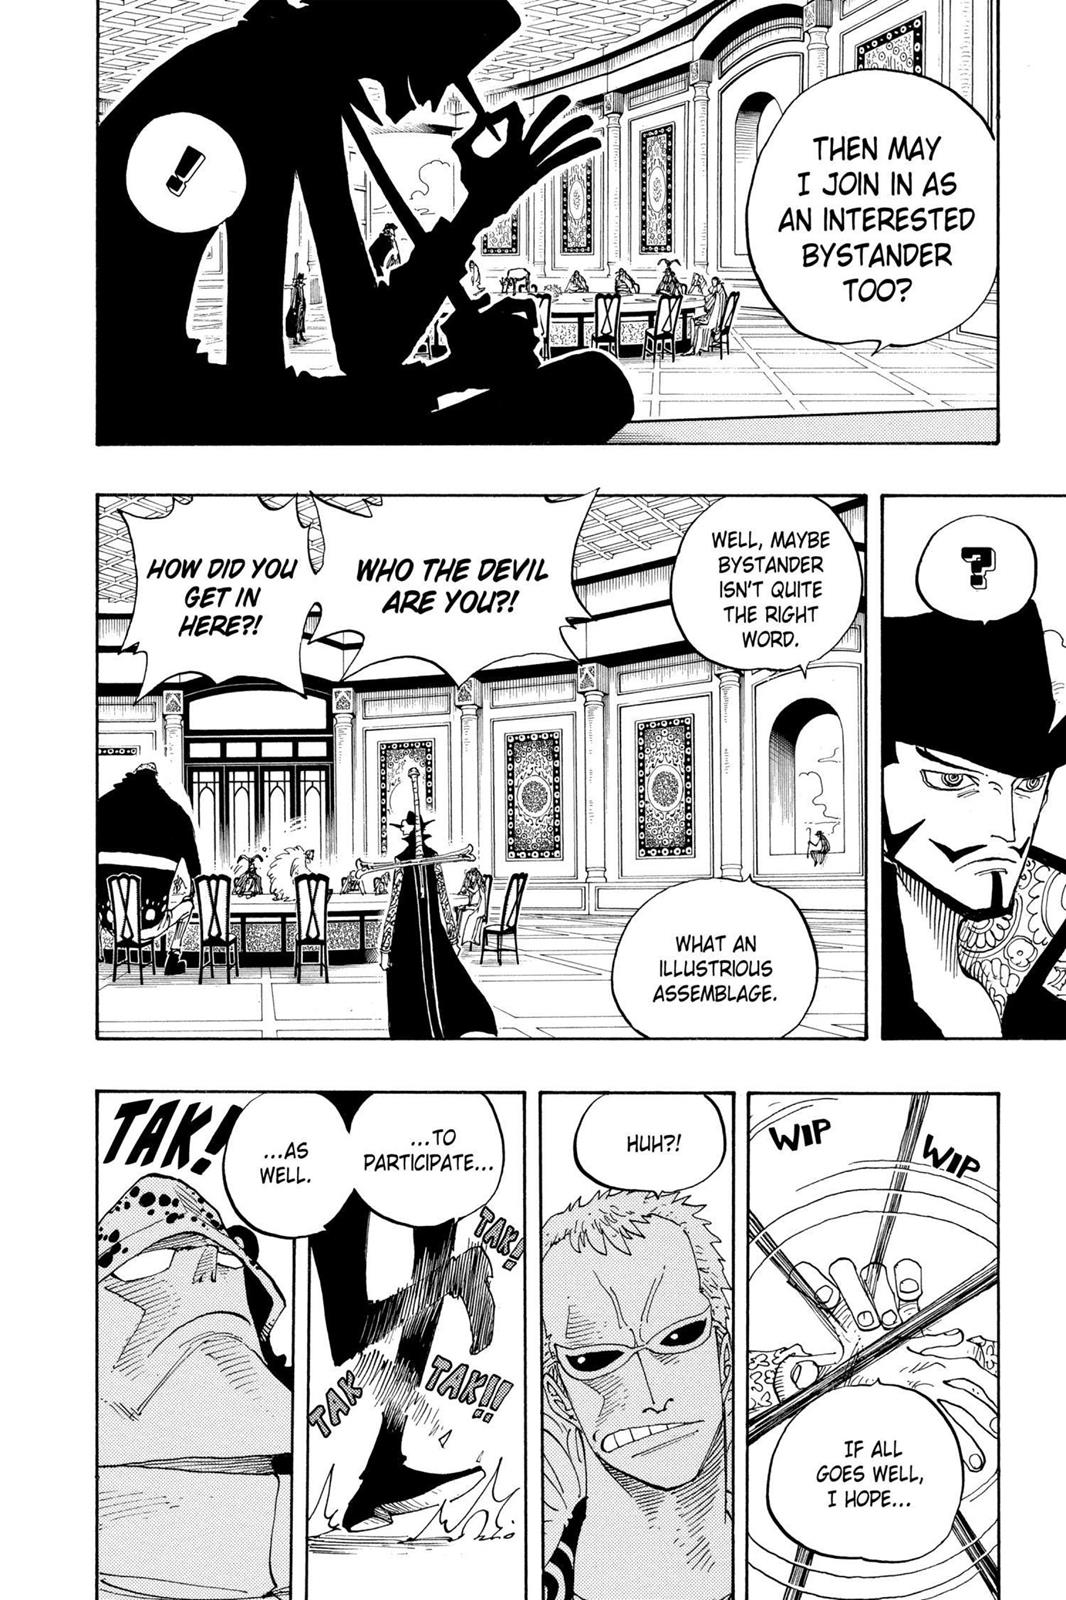 THEN MAY
I JOIN IN AS
AN INTERESTED
BYSTANDER
TOO?
!
?
WELL, MAYBE
BYSTANDER
ISN'T QUITE
THE RIGHT
WORD.
WHO THE DEVIL
ARE YOU?!
HOW DID YOU
GET IN
HERE?!
WHAT AN
ILLUSTRIOUS
ASSEMBLAGE.
WIP
WIP
IF ALL
GOES WELL,
I HOPE...
HUH?!
...TO
PARTICIPATE...
TAK!
TAK!!
TAK
...AS
WELL.
TAK!